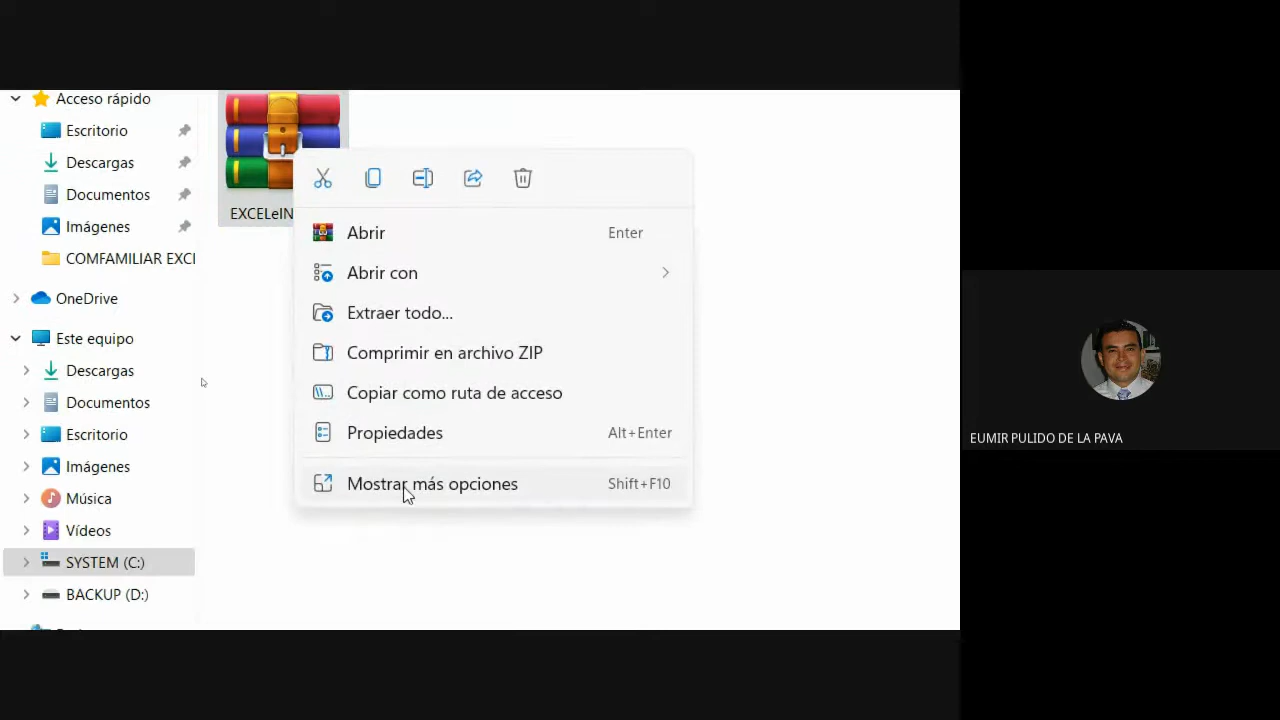 Acceso rápido
Escritorio
Descargas
Documentos
Imágenes
COMFAMILIAR EXCI
OneDrive
Este equipo
Descargas
Documentos
Escritorio
Imágenes
Música
Vídeos
SYSTEM (C:)
BACKUP (D:)
EXCELeIN
Abrir Enter
Abrir con
Extraer todo...
Comprimir en archivo ZIP
Copiar como ruta de acceso
Propiedades Alt+Enter
Mostrar más opciones Shift+F10
EUMIR PULIDO DE LA PAVA